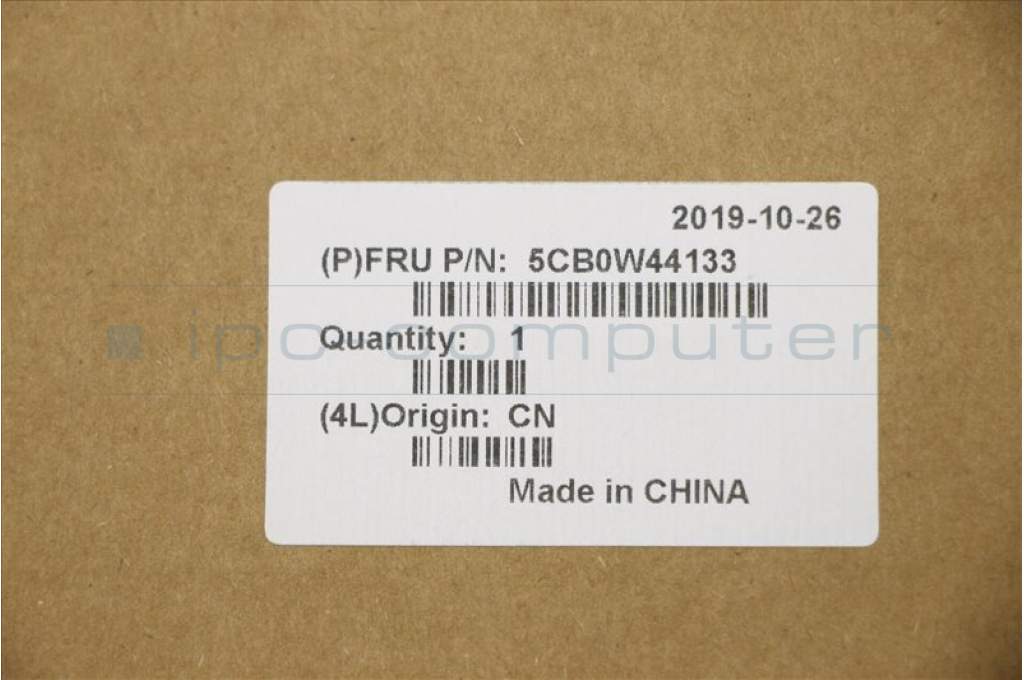 2019-10-26
(P)FRU P/N: 5CB0W44133
Quantity: 1
ipc-computer
(4L)Origin: CN
Made in CHINA